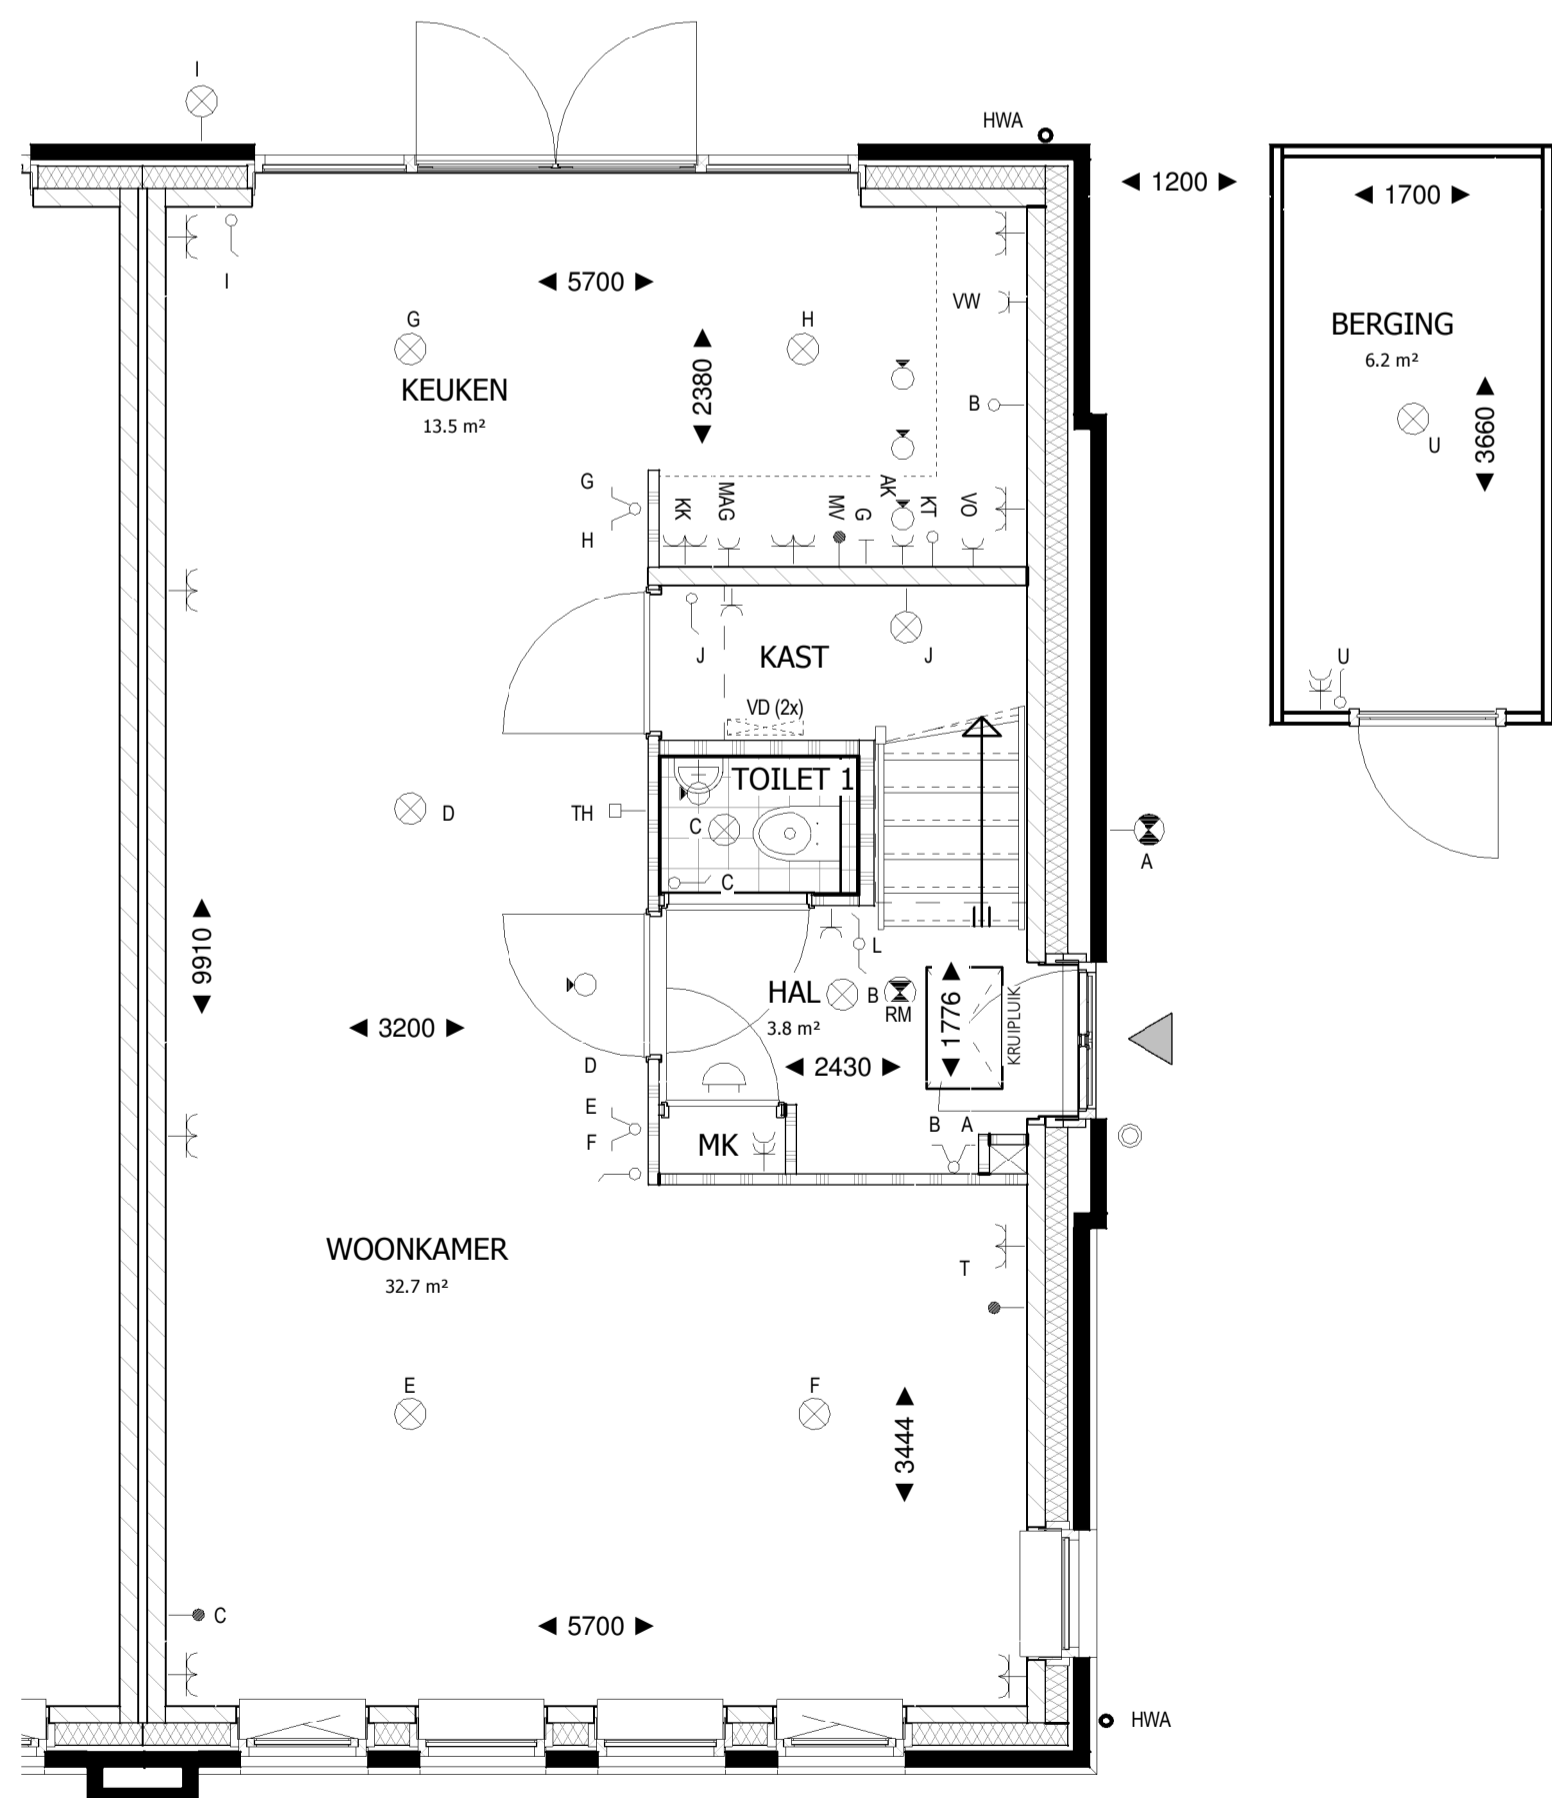 I
HWA
◄ 1200 ►
◄ 1700 ►
I
◄ 5700 ►
VW
G
H
BERGING
6.2 m²
◄ 2380 ►
KEUKEN
13.5 m²
B
U
◄ 3660 ►
G
H
KK
MAG
MV
G
AK
KT
VO
J
KAST
J
U
VD (2x)
TOILET 1
D
TH
C
A
C
◄ 9910 ►
L
HAL
3.8 m²
B
RM
◄ 1776 ►
KRUIPLUIK
◄ 3200 ►
D
◄ 2430 ►
E
F
MK
B A
WOONKAMER
32.7 m²
T
E
F
◄ 3444 ►
C
◄ 5700 ►
HWA